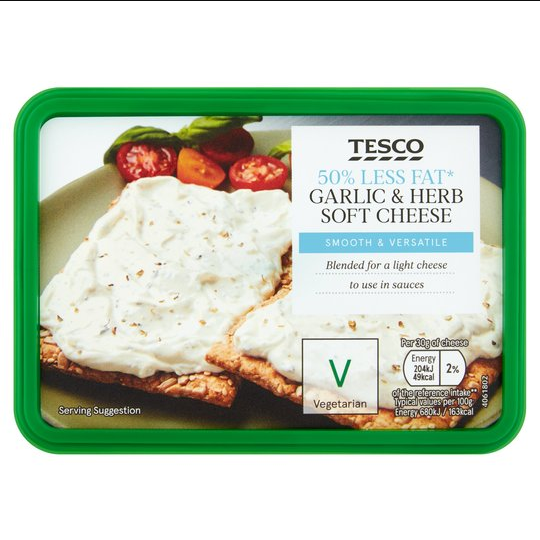 TESCO
50% LESS FAT*
GARLIC & HERB
SOFT CHEESE
SMOOTH & VERSATILE
Blended for a light cheese
to use in sauces
Per 30g of cheese
Energy
204kJ
49kcal
2%
of the reference intake**
Typical values per 100g:
Energy 680kJ / 163kcal
4061802
V
Vegetarian
Serving Suggestion